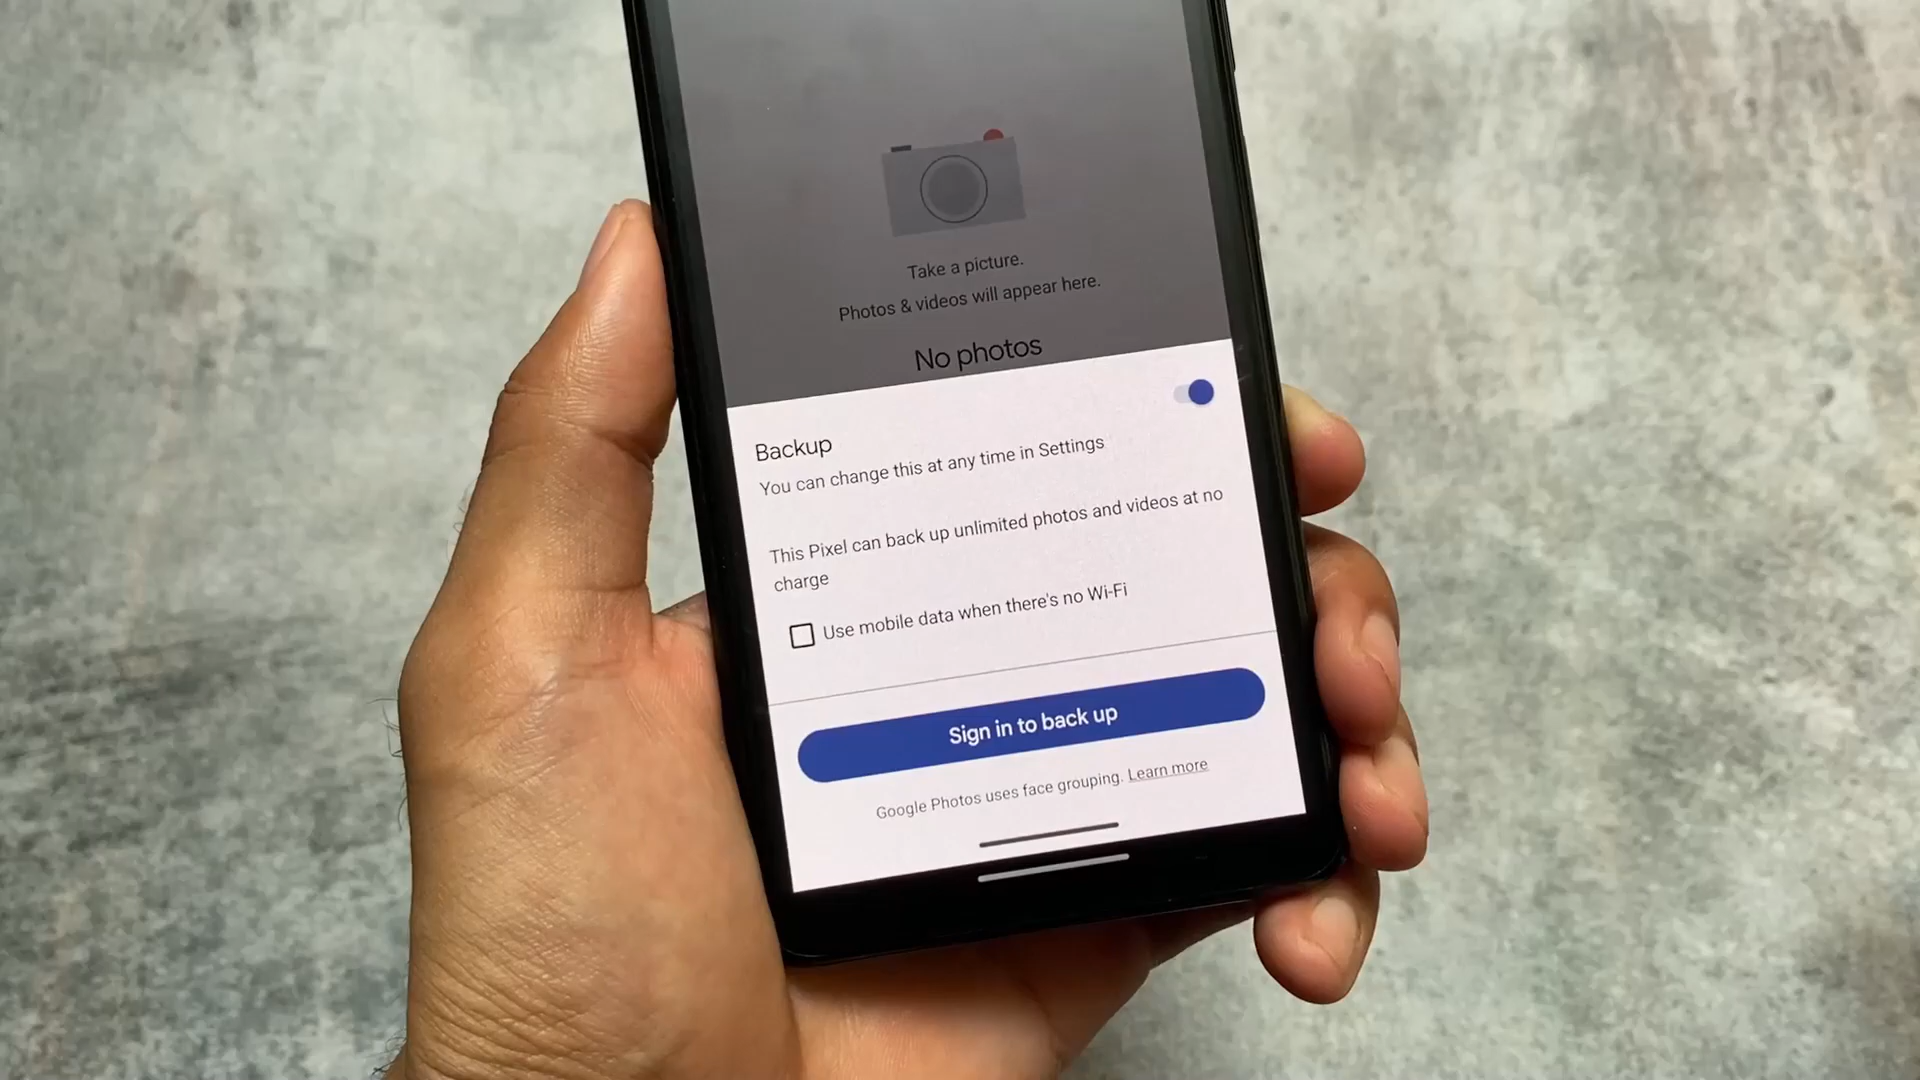 Take a picture.
Photos & videos will appear here.
No photos
Backup
You can change this at any time in Settings
This Pixel can back up unlimited photos and videos at no
charge
Use mobile data when there's no Wi-Fi
Sign in to back up
Google Photos uses face grouping. Learn more